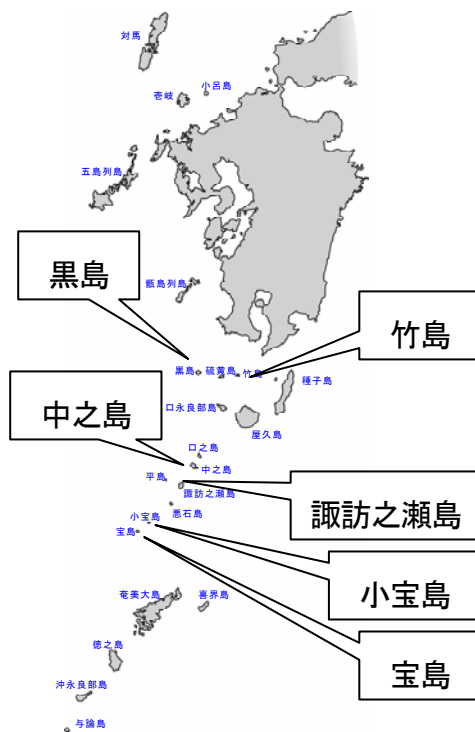 対馬
壱岐
小呂島
五島列島
黒島
甑島列島
竹島
黒島
硫黄島
竹島
種子島
口永良部島
屋久島
中之島
口之島
中之島
平島
諏訪之瀬島
諏訪之瀬島
悪石島
小宝島
宝島
小宝島
宝島
奄美大島
喜界島
徳之島
沖永良部島
与論島